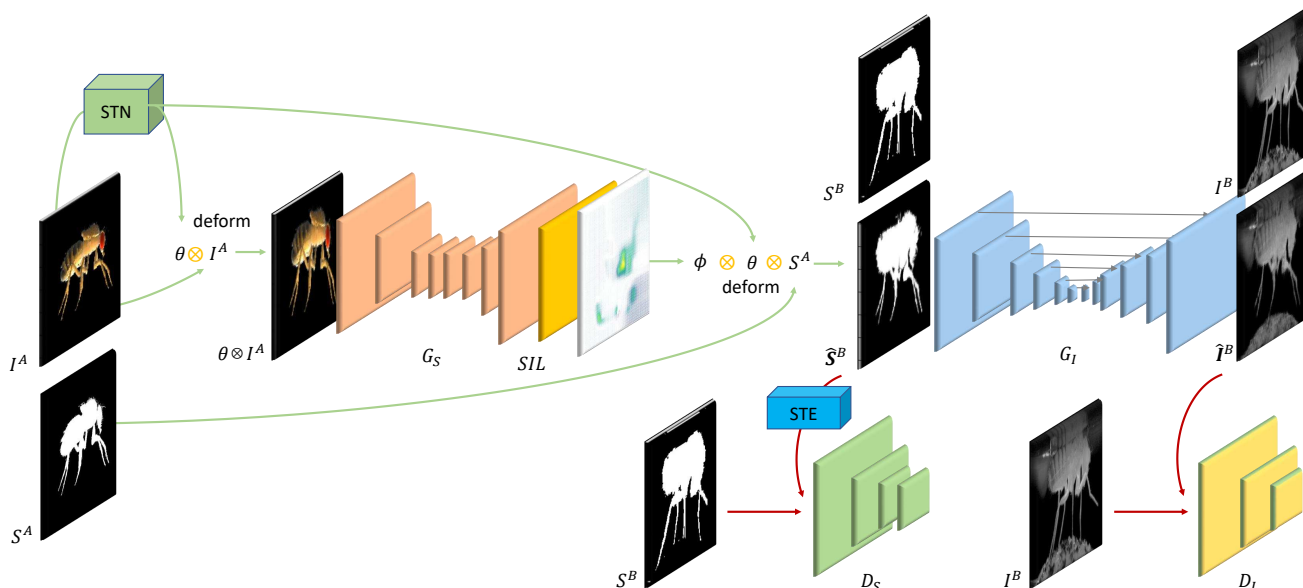 STN
deform
θ ⊗ I^A
I^A
θ ⊗ I^A
G_S
SIL
ϕ ⊗ θ ⊗ S^A
deform
S^B
I^B
Ŝ^B
G_I
Î^B
STE
S^A
S^B
D_S
I^B
D_I